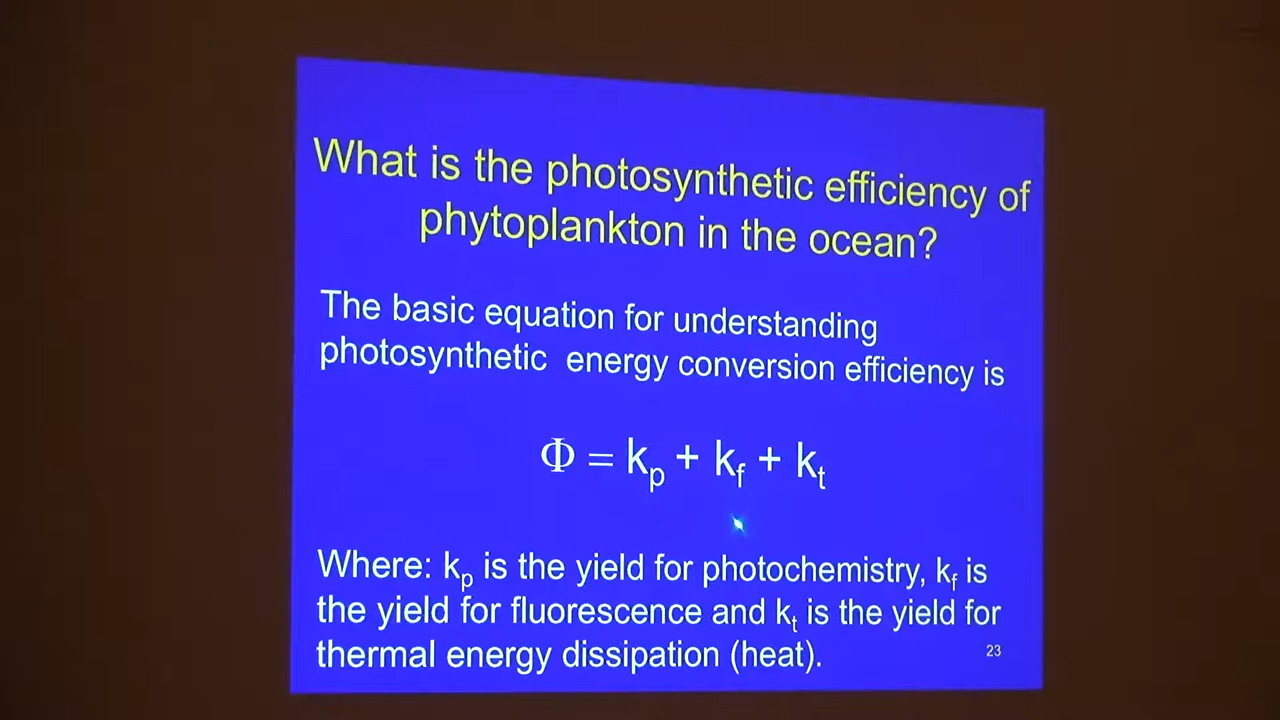 What is the photosynthetic efficiency of
phytoplankton in the ocean?
The basic equation for understanding
photosynthetic energy conversion efficiency is
Φ = kₚ + k_f + kₜ
Where: kₚ is the yield for photochemistry, k_f is
the yield for fluorescence and kₜ is the yield for
thermal energy dissipation (heat).
23